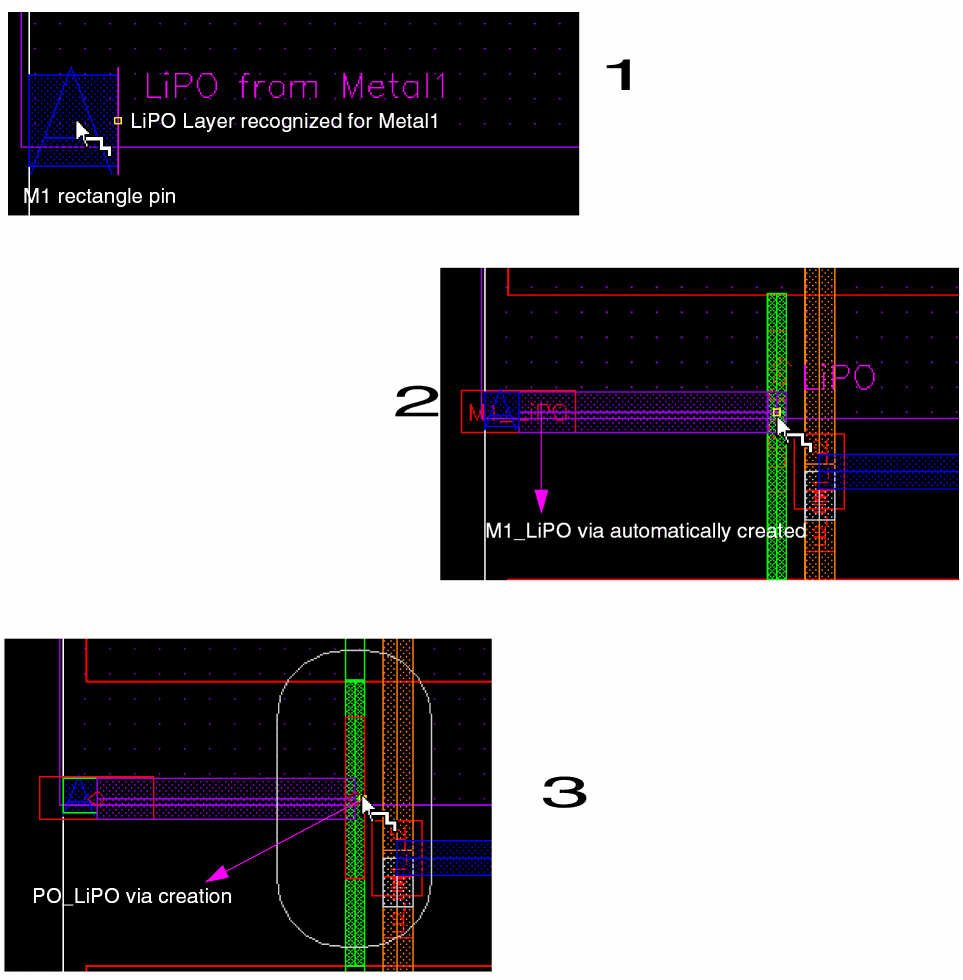 1
LiPO from Metal1
LiPO Layer recognized for Metal1
M1 rectangle pin
2
LiPO
M1_LiPO
M1_LiPO via automatically created
3
PO_LiPO via creation